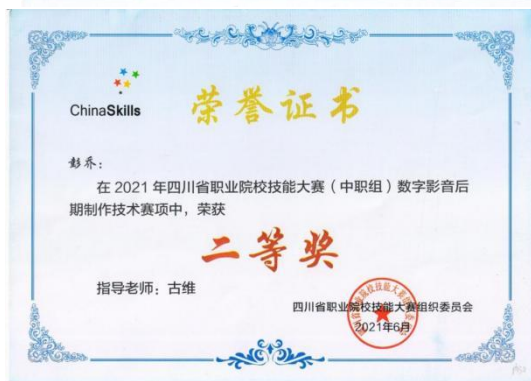 ChinaSkills
荣誉证书
彭乔：
在 2021 年四川省职业院校技能大赛（中职组）数字影音后
期制作技术赛项中，荣获
二等奖
指导老师：古维
四川省职业院校技能大赛组织委员会
2021年6月